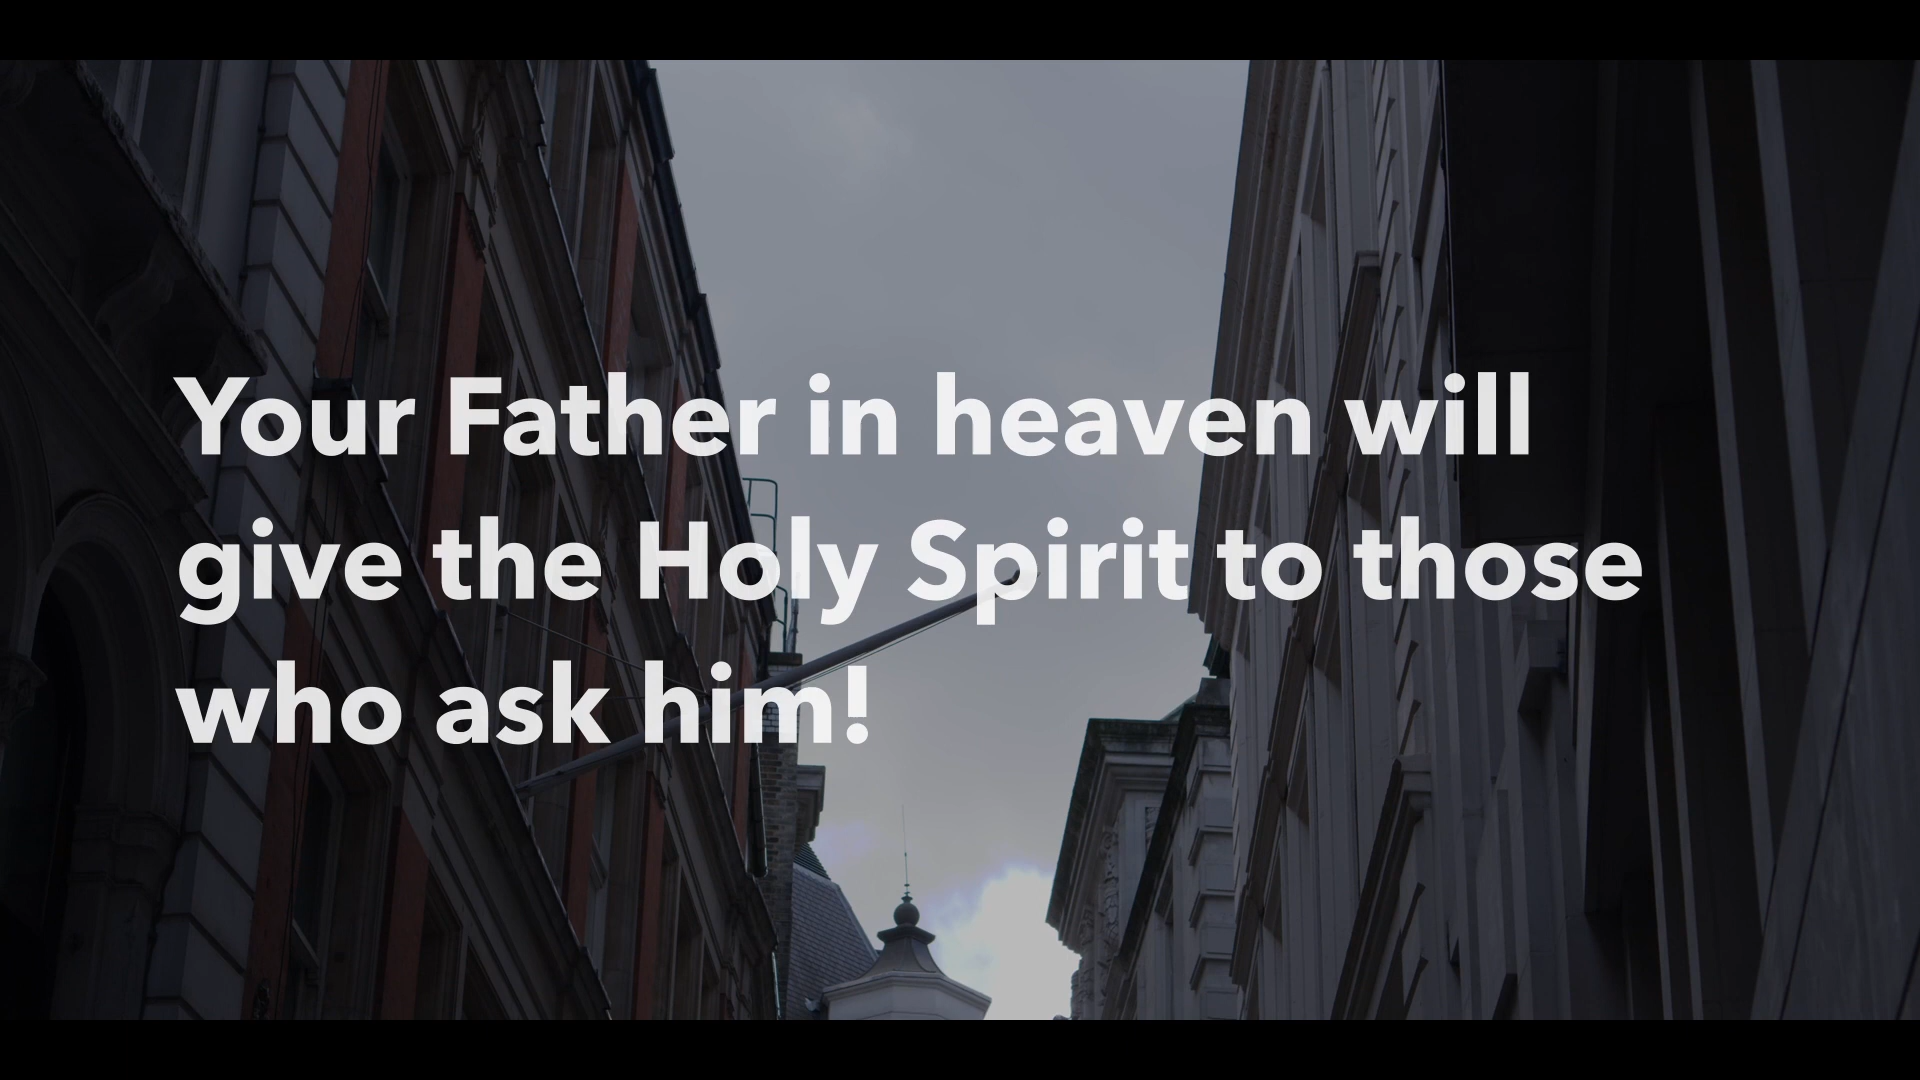 Your Father in heaven will
give the Holy Spirit to those
who ask him!